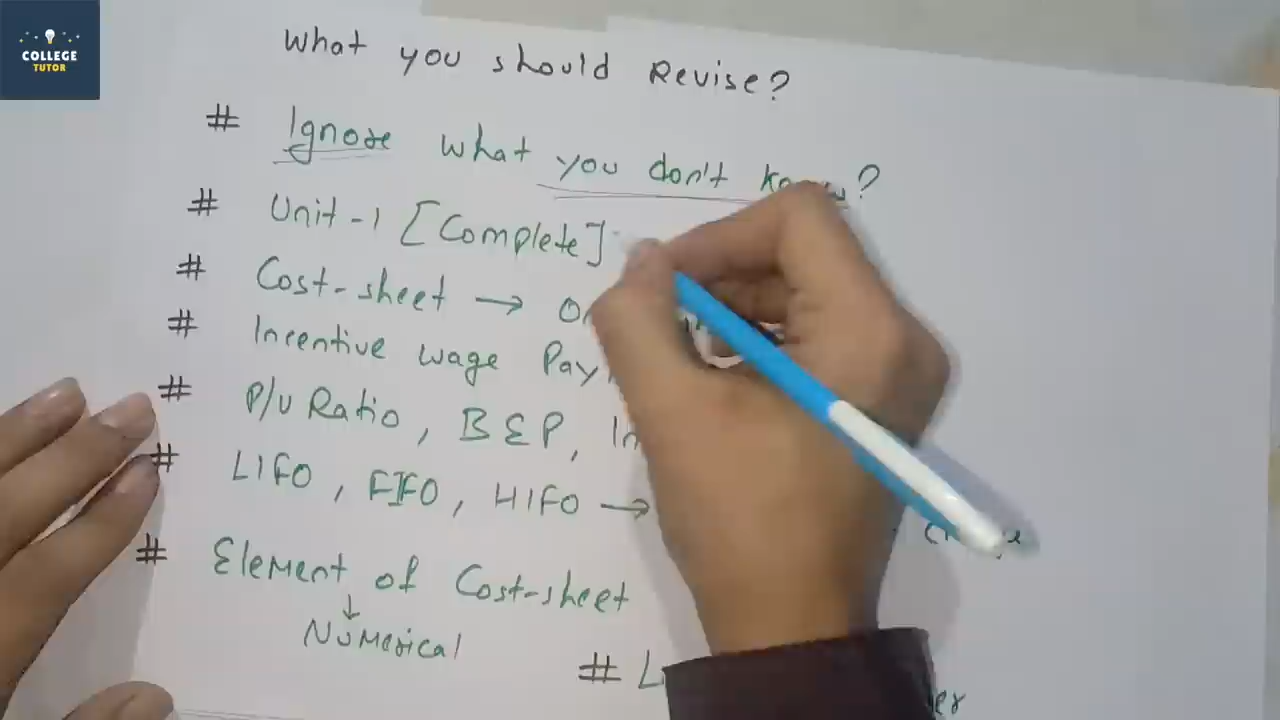 COLLEGE
TUTOR
What you should Revise?
# Ignore what you don't know?
# Unit-1 [Complete]
# Cost-sheet →
# Incentive wage
# P/V Ratio, BEP,
# LIFO, FIFO, HIFO →
# Element of Cost-sheet
↓
Numerical
#